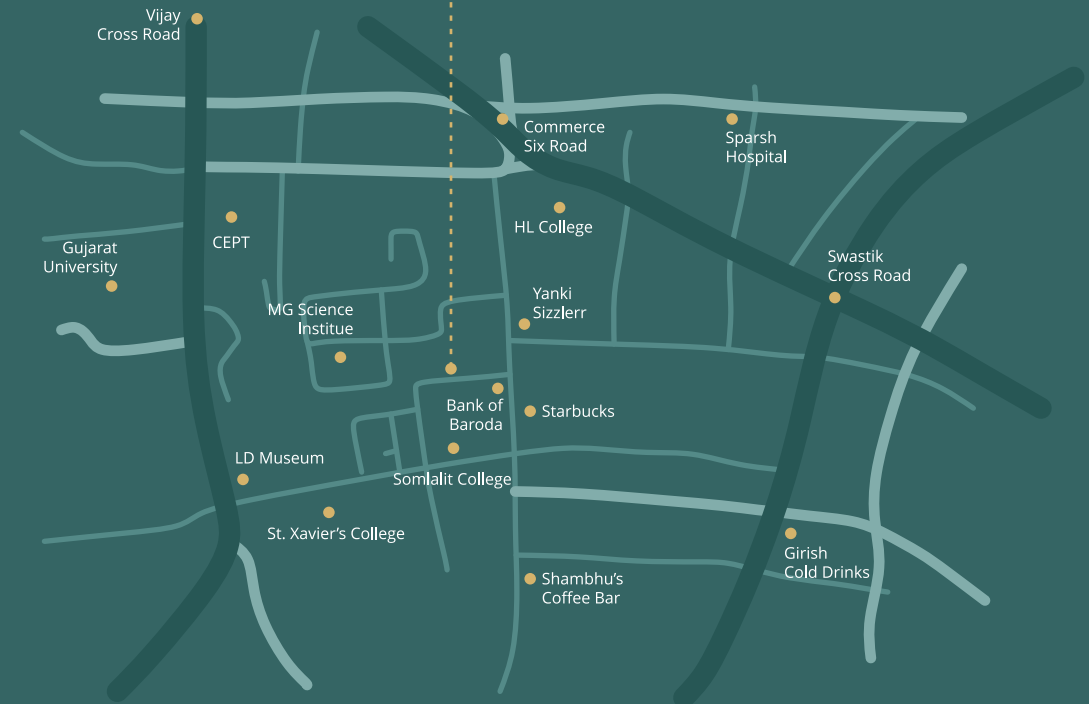 Vijay
Cross Road
Commerce
Six Road
Sparsh
Hospital
HL College
CEPT
Gujarat
University
Swastik
Cross Road
Yanki
Sizzlerr
MG Science
Institue
Bank of
Baroda
Starbucks
LD Museum
Somlalit College
St. Xavier's College
Girish
Cold Drinks
Shambhu's
Coffee Bar